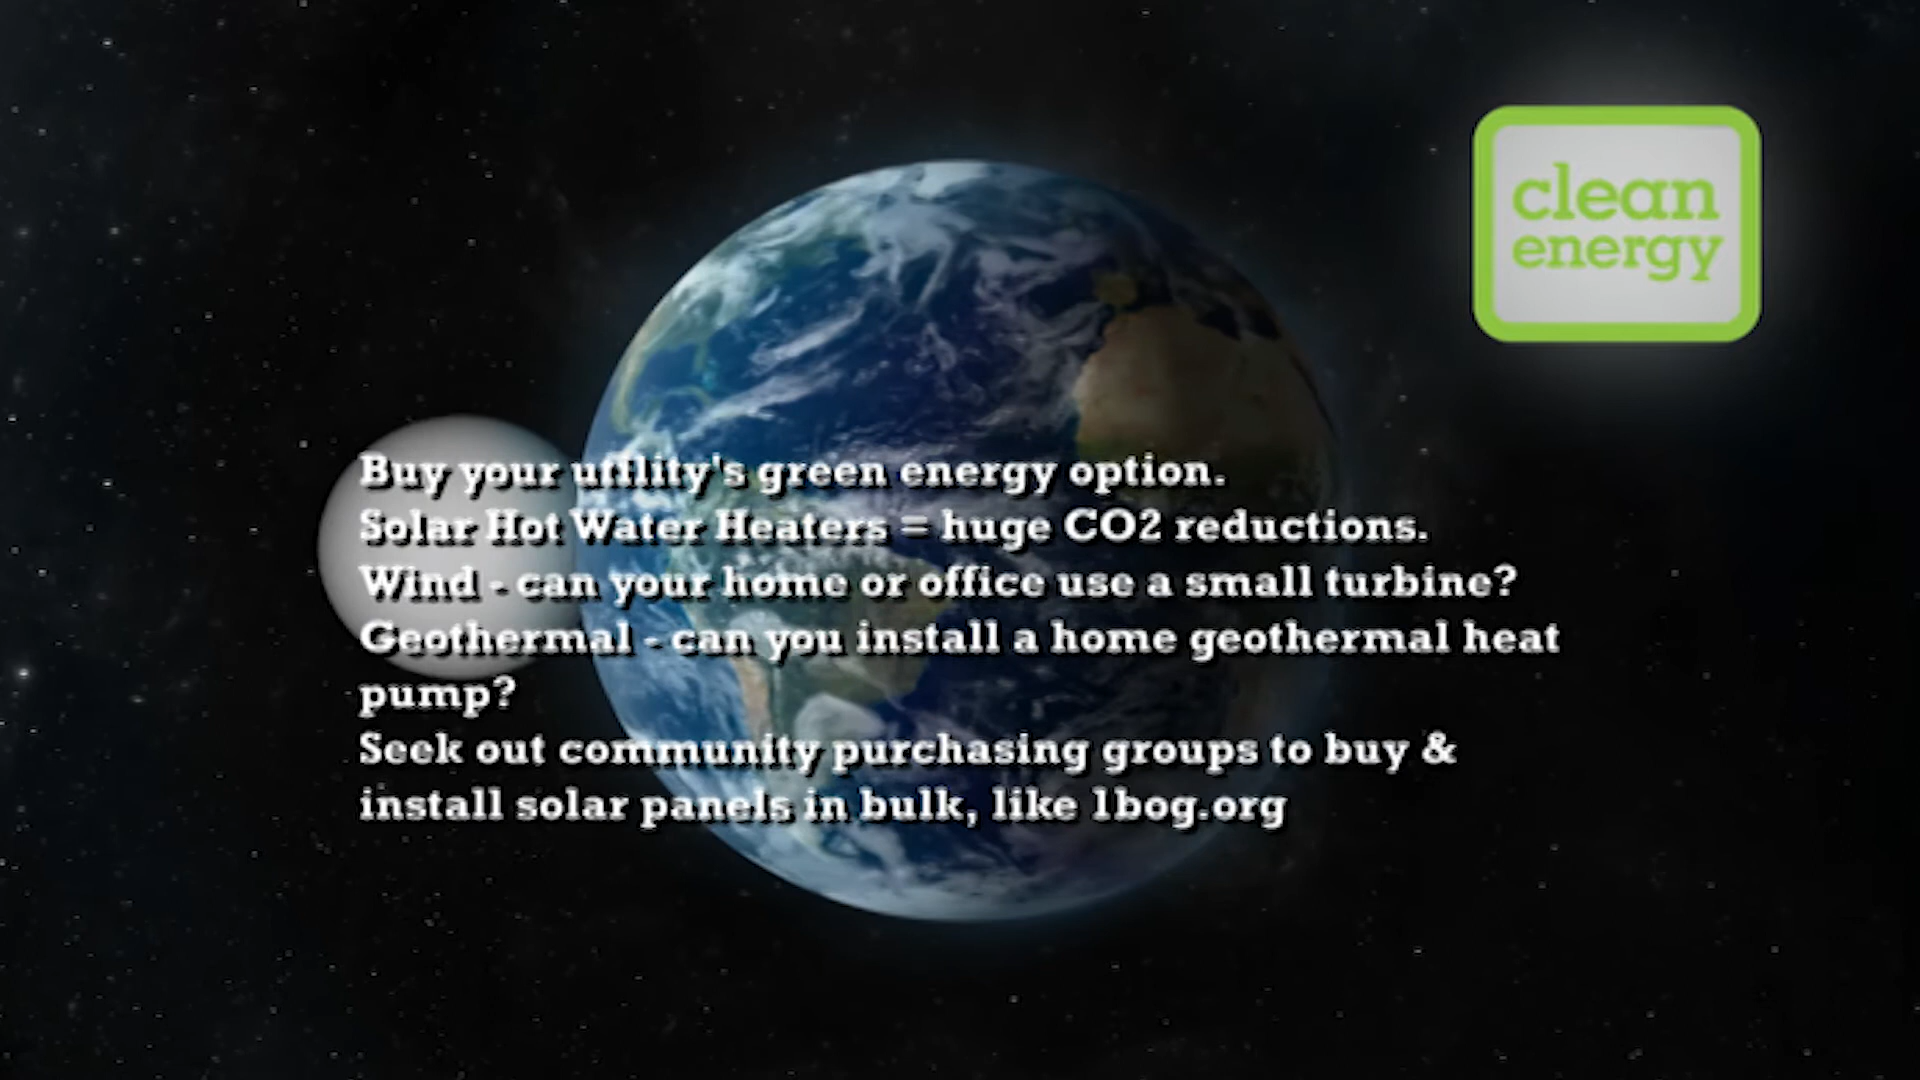 clean
energy
Buy your utility's green energy option.
Solar Hot Water Heaters = huge CO2 reductions.
Wind - can your home or office use a small turbine?
Geothermal - can you install a home geothermal heat
pump?
Seek out community purchasing groups to buy &
install solar panels in bulk, like 1bog.org